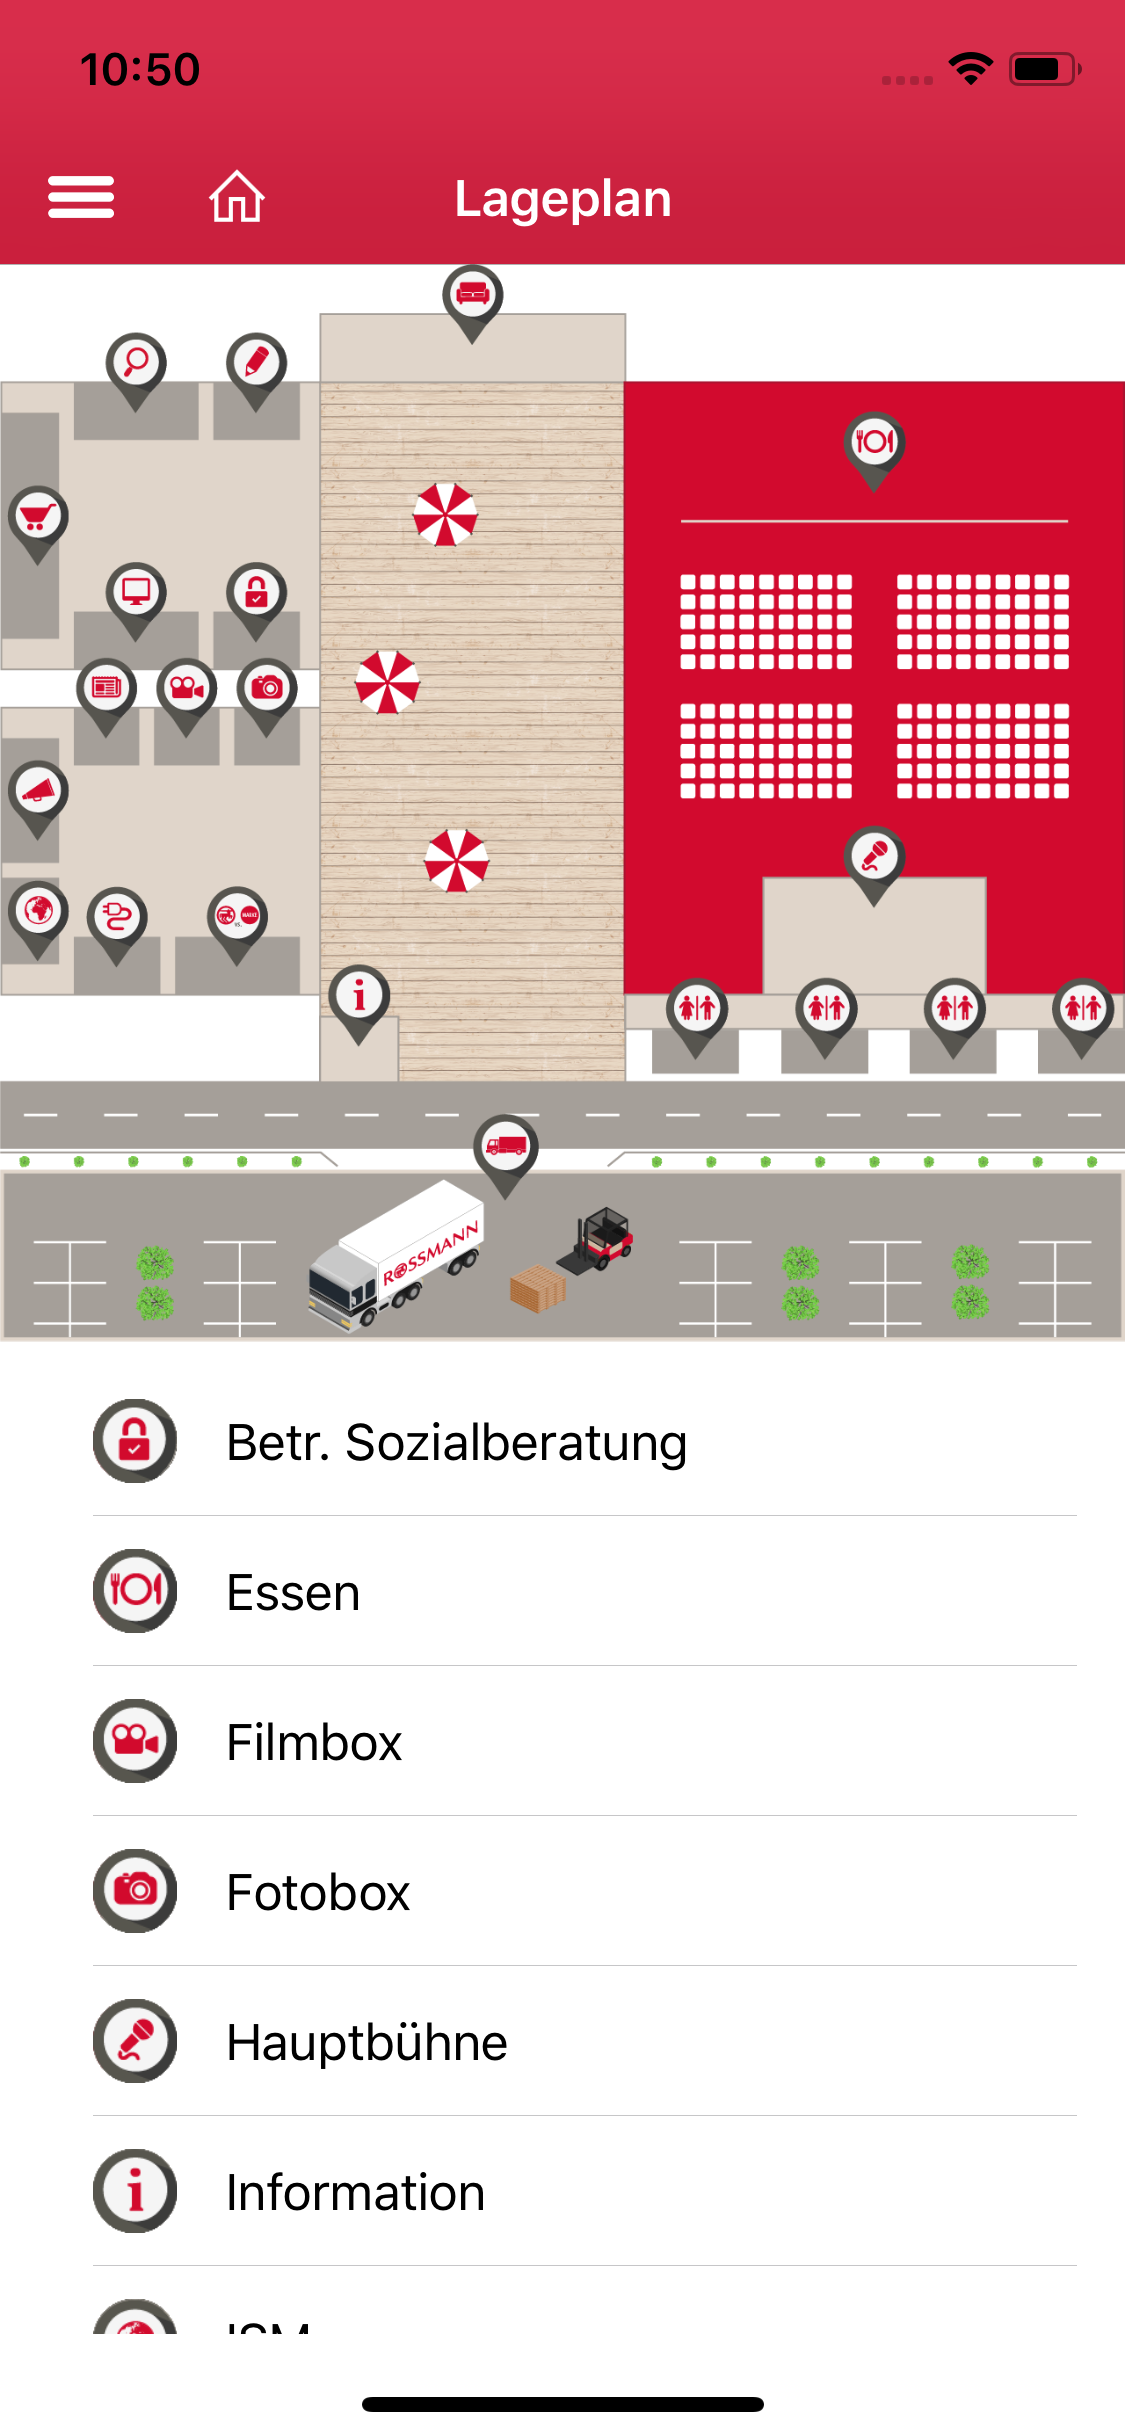 10:50
Lageplan
ROSSMANN
Betr. Sozialberatung
Essen
Filmbox
Fotobox
Hauptbühne
Information